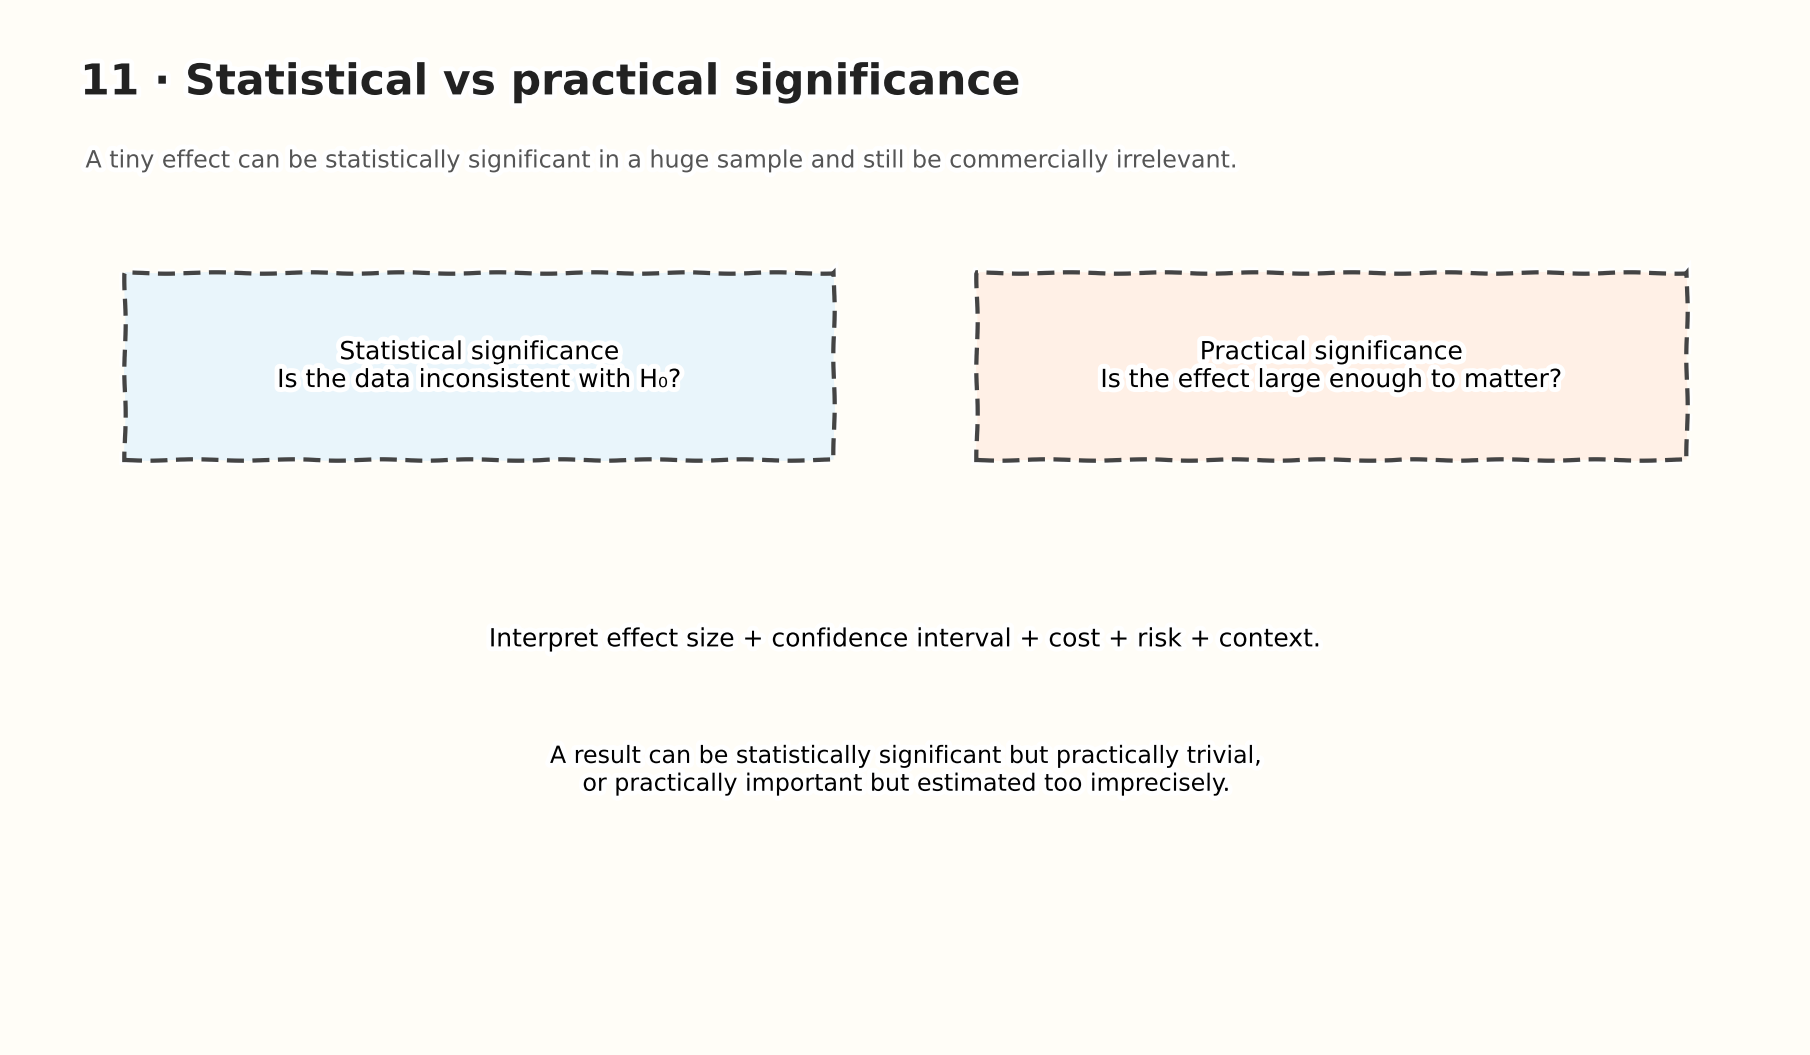 11 · Statistical vs practical significance
A tiny effect can be statistically significant in a huge sample and still be commercially irrelevant.
Statistical significance
Is the data inconsistent with H₀?
Practical significance
Is the effect large enough to matter?
Interpret effect size + confidence interval + cost + risk + context.
A result can be statistically significant but practically trivial,
or practically important but estimated too imprecisely.